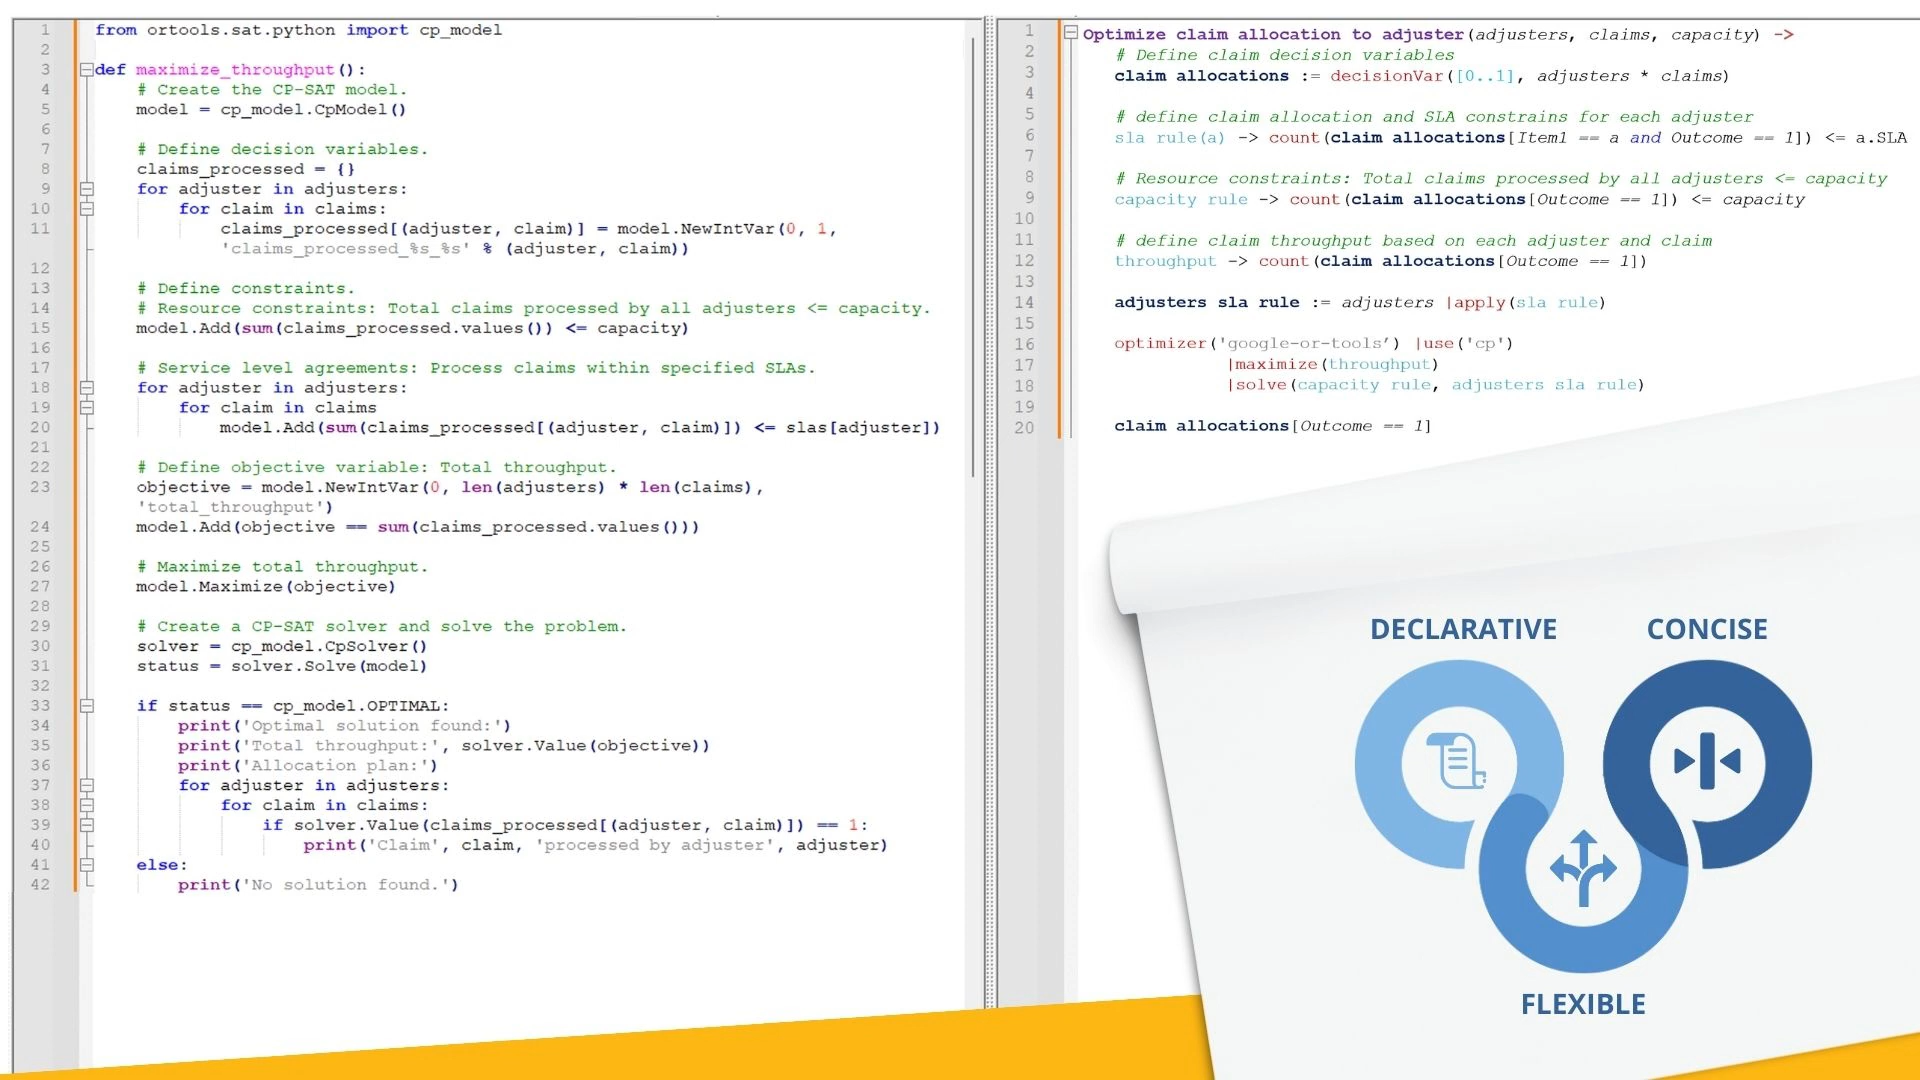 1 from ortools.sat.python import cp_model
2
3 def maximize_throughput():
4 # Create the CP-SAT model.
5 model = cp_model.CpModel()
6
7 # Define decision variables.
8 claims_processed = {}
9 for adjuster in adjusters:
10 for claim in claims:
11 claims_processed[(adjuster, claim)] = model.NewIntVar(0, 1,
'claims_processed_%s_%s' % (adjuster, claim))
12
13 # Define constraints.
14 # Resource constraints: Total claims processed by all adjusters <= capacity.
15 model.Add(sum(claims_processed.values()) <= capacity)
16
17 # Service level agreements: Process claims within specified SLAs.
18 for adjuster in adjusters:
19 for claim in claims
20 model.Add(sum(claims_processed[(adjuster, claim)]) <= slas[adjuster])
21
22 # Define objective variable: Total throughput.
23 objective = model.NewIntVar(0, len(adjusters) * len(claims),
'total_throughput')
24 model.Add(objective == sum(claims_processed.values()))
25
26 # Maximize total throughput.
27 model.Maximize(objective)
28
29 # Create a CP-SAT solver and solve the problem.
30 solver = cp_model.CpSolver()
31 status = solver.Solve(model)
32
33 if status == cp_model.OPTIMAL:
34 print('Optimal solution found:')
35 print('Total throughput:', solver.Value(objective))
36 print('Allocation plan:')
37 for adjuster in adjusters:
38 for claim in claims:
39 if solver.Value(claims_processed[(adjuster, claim)]) == 1:
40 print('Claim', claim, 'processed by adjuster', adjuster)
41 else:
42 print('No solution found.')
1 Optimize claim allocation to adjuster(adjusters, claims, capacity) ->
2 # Define claim decision variables
3 claim allocations := decisionVar([0..1], adjusters * claims)
4
5 # define claim allocation and SLA constrains for each adjuster
6 sla rule(a) -> count(claim allocations[Item1 == a and Outcome == 1]) <= a.SLA
7
8 # Resource constraints: Total claims processed by all adjusters <= capacity
9 capacity rule -> count(claim allocations[Outcome == 1]) <= capacity
10
11 # define claim throughput based on each adjuster and claim
12 throughput -> count(claim allocations[Outcome == 1])
13
14 adjusters sla rule := adjusters |apply(sla rule)
15
16 optimizer('google-or-tools’) |use('cp')
17 |maximize(throughput)
18 |solve(capacity rule, adjusters sla rule)
19
20 claim allocations[Outcome == 1]
DECLARATIVE CONCISE
FLEXIBLE